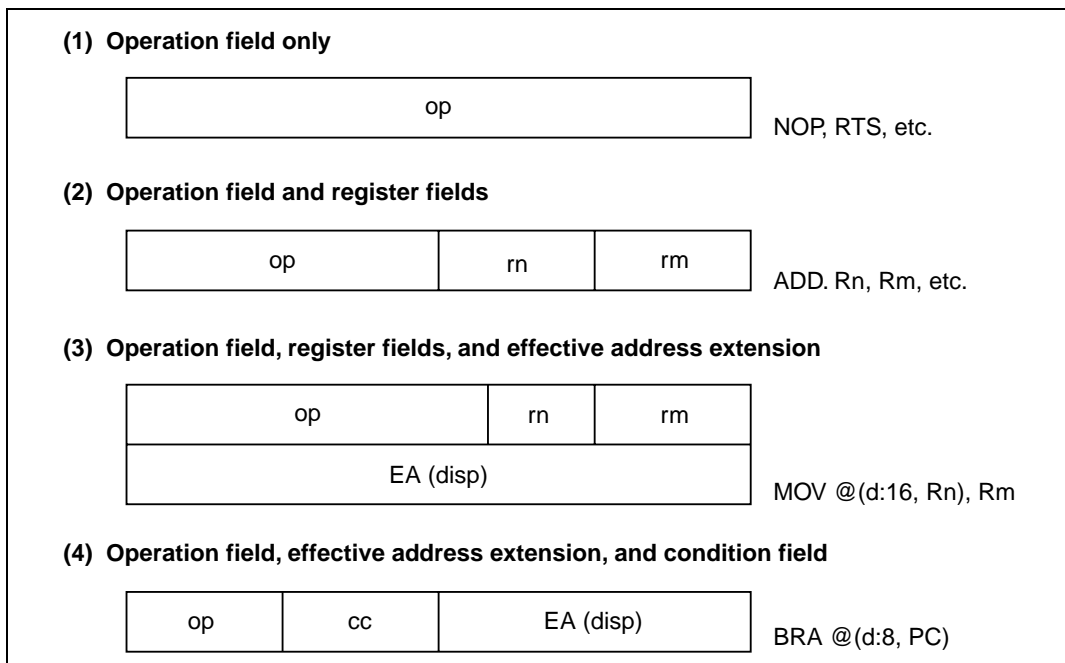 (1) Operation field only
op
NOP, RTS, etc.
(2) Operation field and register fields
op rn rm
ADD. Rn, Rm, etc.
(3) Operation field, register fields, and effective address extension
op rn rm
EA (disp)
MOV @(d:16, Rn), Rm
(4) Operation field, effective address extension, and condition field
op cc EA (disp)
BRA @(d:8, PC)